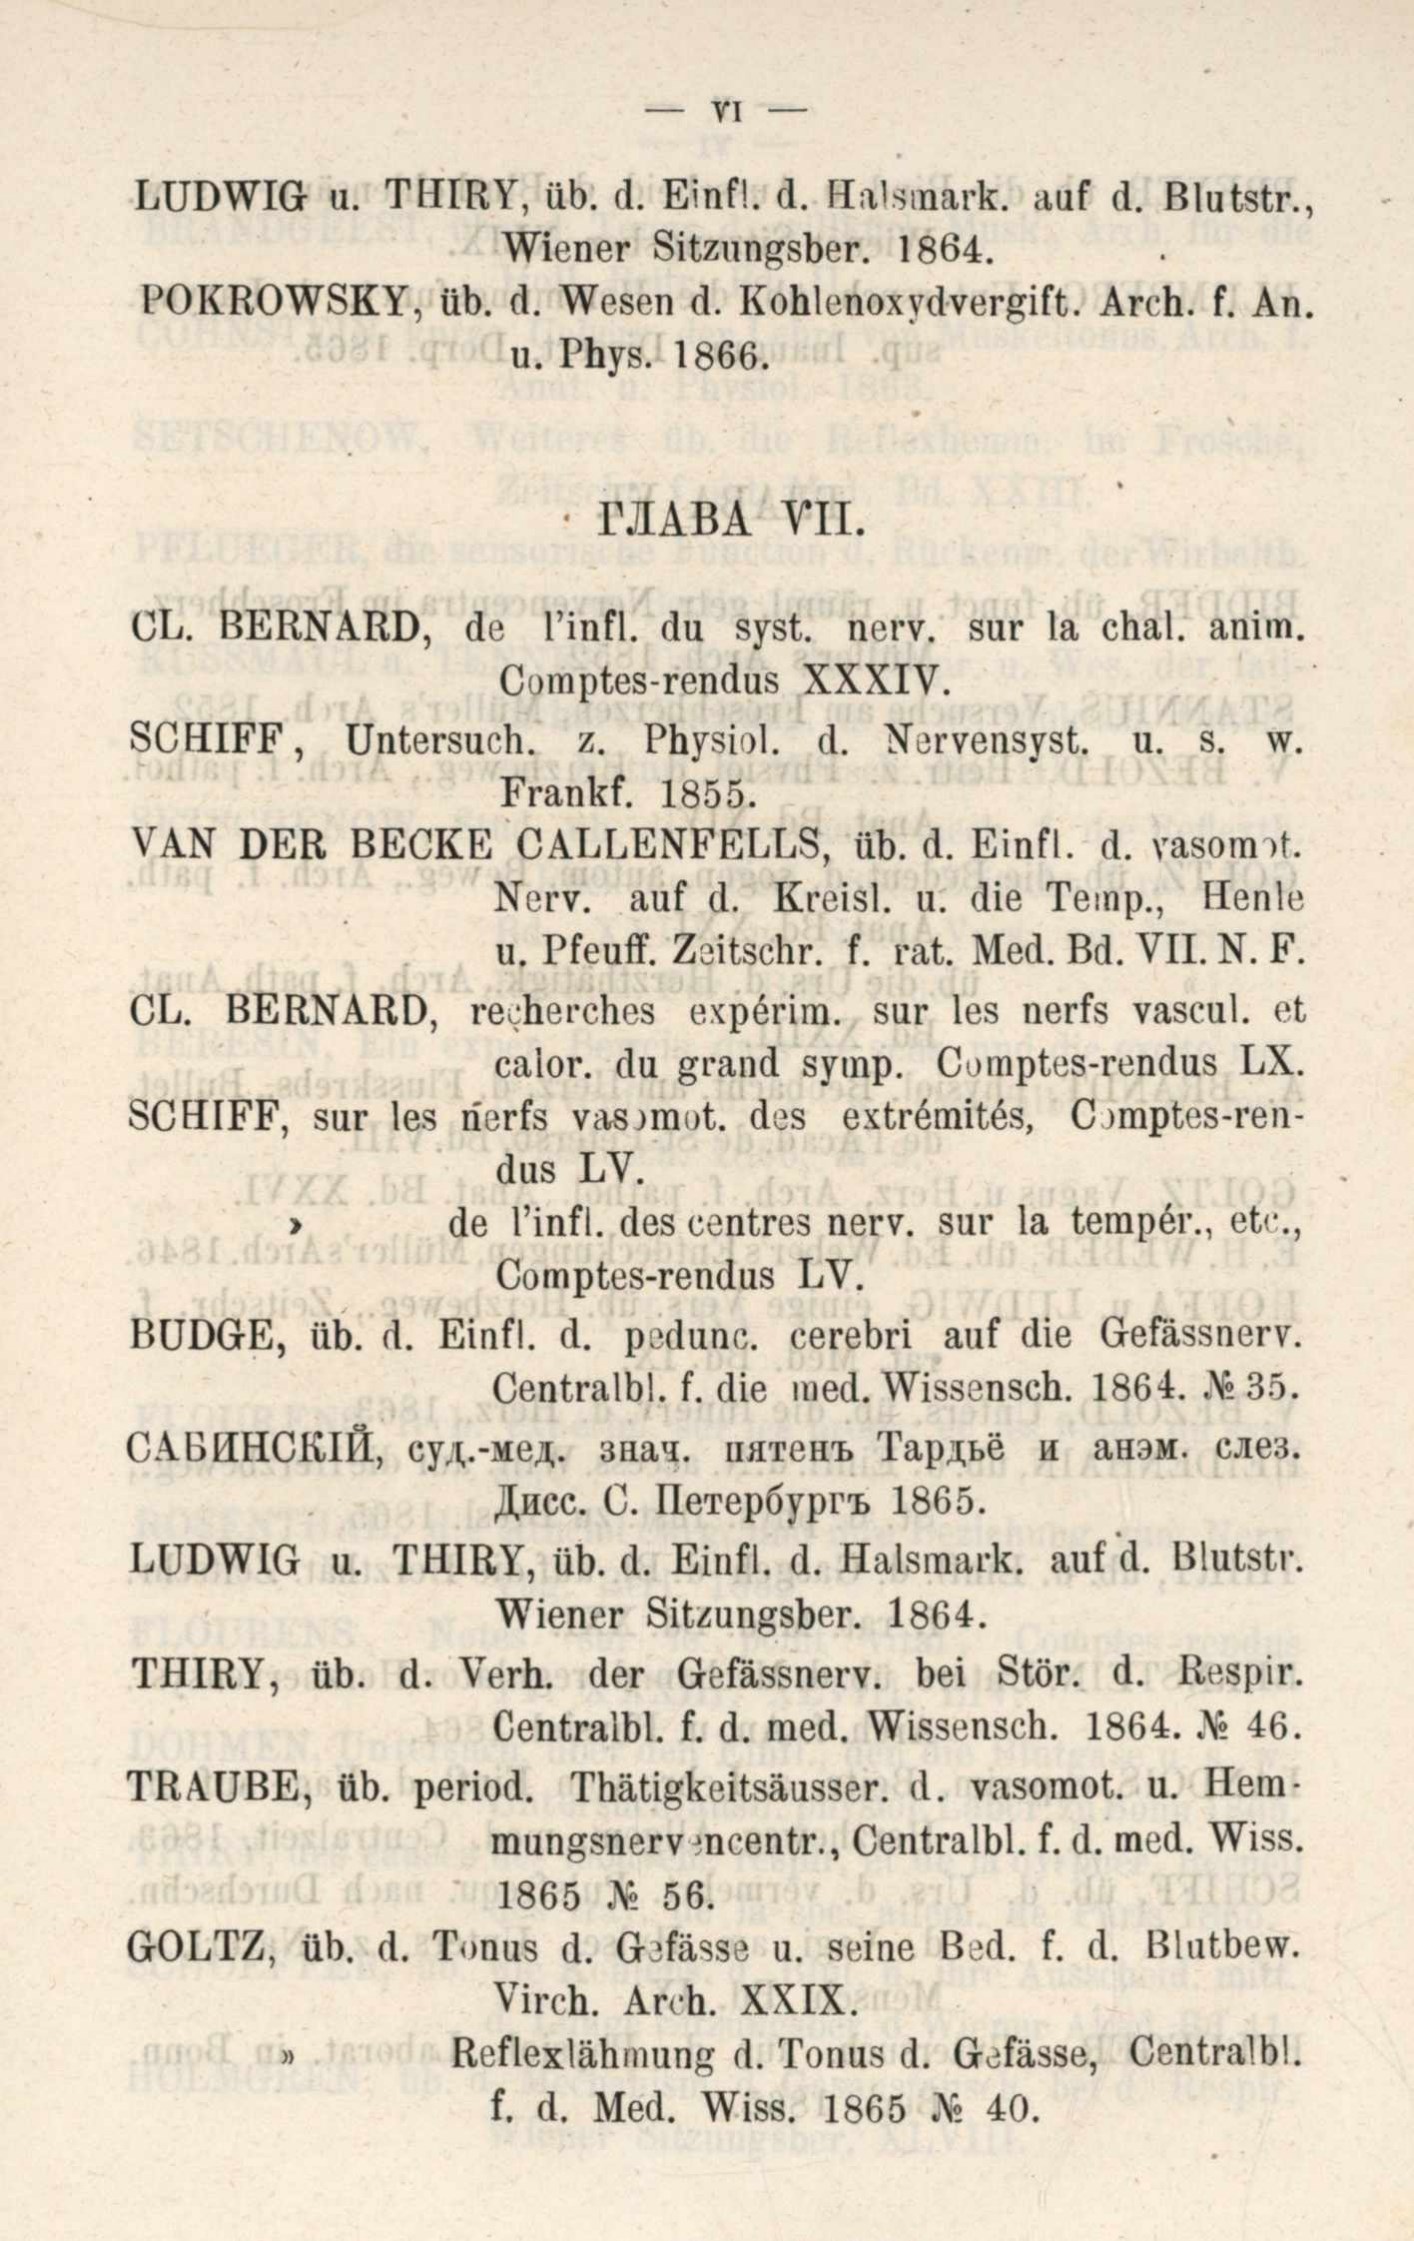 — VI —
LUDWIG u. THIRY, üb. d. Einfl. d. Halsmark. auf d. Blutstr.,
Wiener Sitzungsber. 1864.
POKROWSKY, üb. d. Wesen d. Kohlenoxydvergift. Arch. f. An.
u. Phys. 1866.
ГЛАВА VII.
CL. BERNARD, de l'infl. du syst. nerv. sur la chal. anim.
Comptes-rendus XXXIV.
SCHIFF, Untersuch. z. Physiol. d. Nervensyst. u. s. w.
Frankf. 1855.
VAN DER BECKE CALLENFELLS, üb. d. Einfl. d. vasomot.
Nerv. auf d. Kreisl. u. die Temp., Henle
u. Pfeuff. Zeitschr. f. rat. Med. Bd. VII. N. F.
CL. BERNARD, recherches expérim. sur les nerfs vascul. et
calor. du grand symp. Comptes-rendus LX.
SCHIFF, sur les nerfs vasomot. des extrémités, Comptes-ren-
dus LV.
› de l'infl. des centres nerv. sur la tempér., etc.,
Comptes-rendus LV.
BUDGE, üb. d. Einfl. d. pedunc. cerebri auf die Gefässnerv.
Centralbl. f. die med. Wissensch. 1864. № 35.
САБИНСКІЙ, суд.-мед. знач. пятенъ Тардьё и анэм. слез.
Дисс. С. Петербургъ 1865.
LUDWIG u. THIRY, üb. d. Einfl. d. Halsmark. auf d. Blutstr.
Wiener Sitzungsber. 1864.
THIRY, üb. d. Verh. der Gefässnerv. bei Stör. d. Respir.
Centralbl. f. d. med. Wissensch. 1864. № 46.
TRAUBE, üb. period. Thätigkeitsäusser. d. vasomot. u. Hem-
mungsnervencentr., Centralbl. f. d. med. Wiss.
1865 № 56.
GOLTZ, üb. d. Tonus d. Gefässe u. seine Bed. f. d. Blutbew.
Virch. Arch. XXIX.
» Reflexlähmung d. Tonus d. Gefässe, Centralbl.
f. d. Med. Wiss. 1865 № 40.